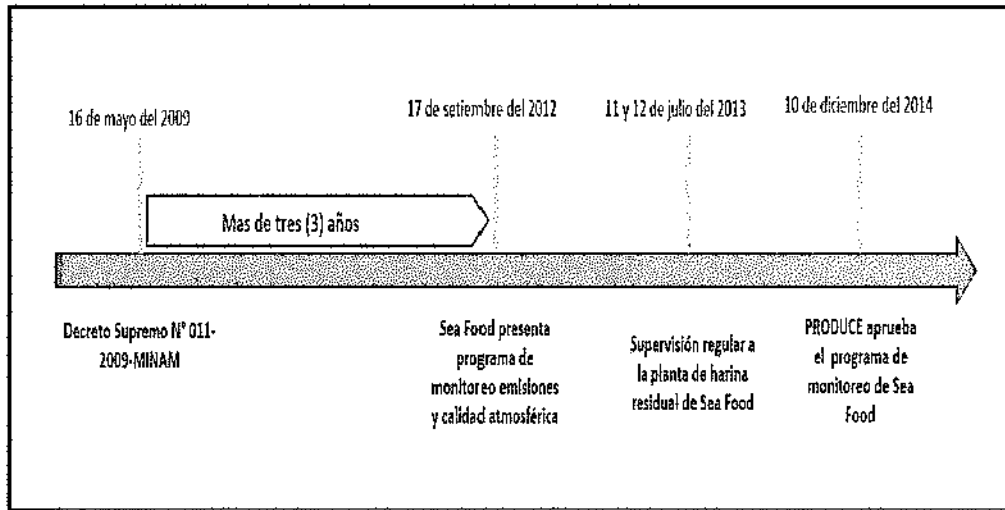 16 de mayo del 2009
17 de setiembre del 2012
11 y 12 de julio del 2013
10 de diciembre del 2014
Mas de tres (3) años
Decreto Supremo N° 011-
2009-MINAM
Sea Food presenta
programa de
monitoreo emisiones
y calidad atmosférica
Supervisión regular a
la planta de harina
residual de Sea Food
PRODUCE aprueba
el programa de
monitoreo de Sea
Food